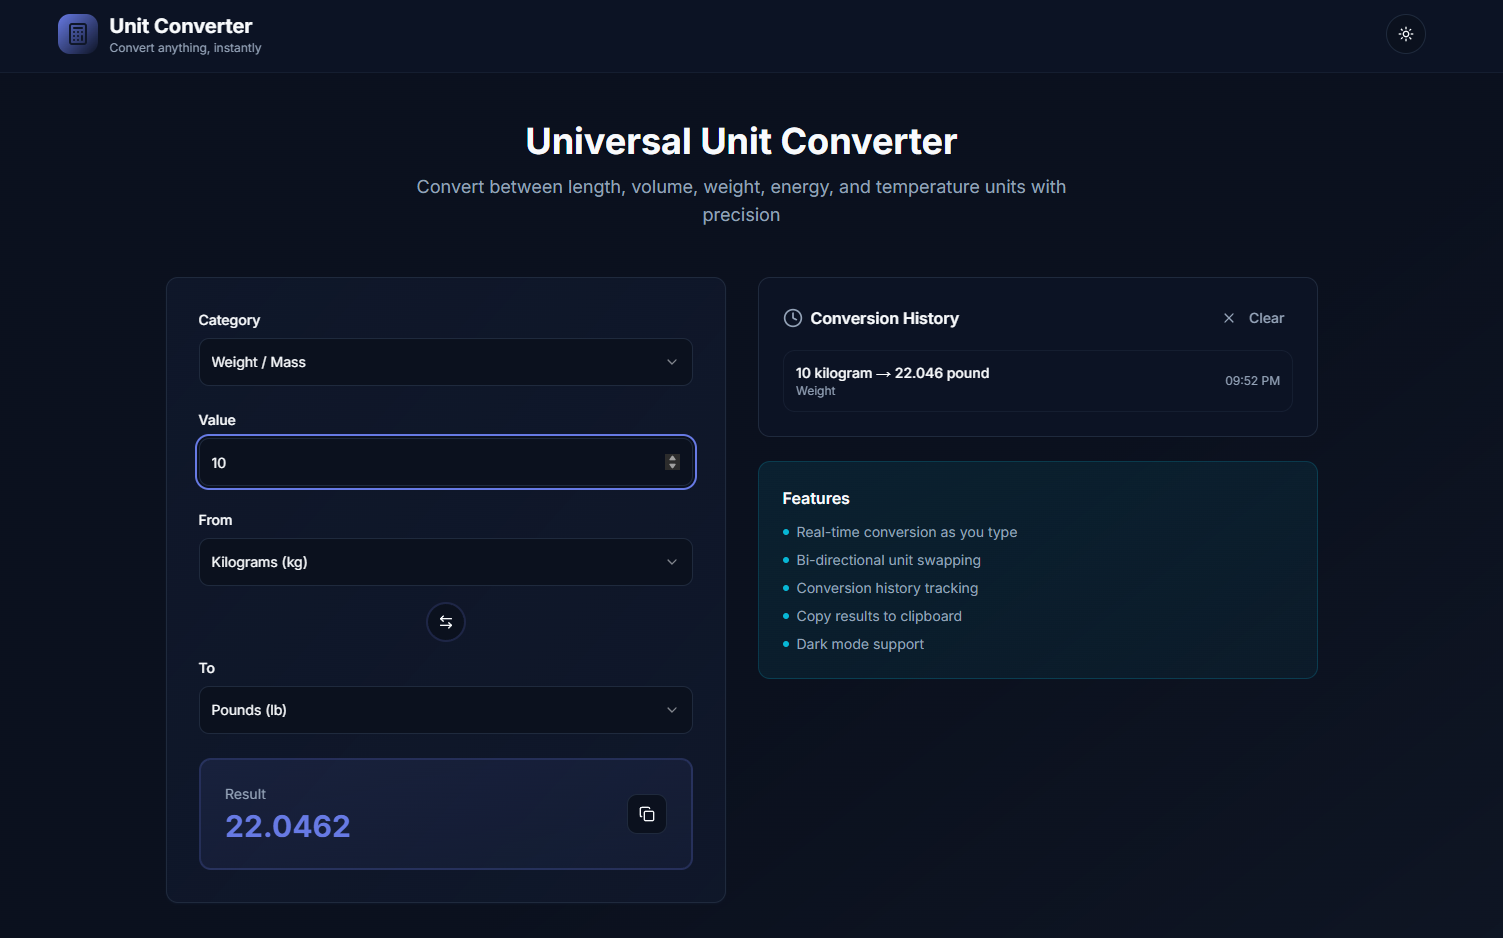 Unit Converter
Convert anything, instantly
Universal Unit Converter
Convert between length, volume, weight, energy, and temperature units with
precision
Category
Weight / Mass
Value
10
From
Kilograms (kg)
To
Pounds (lb)
Result
22.0462
Conversion History
Clear
10 kilogram → 22.046 pound
Weight
09:52 PM
Features
Real-time conversion as you type
Bi-directional unit swapping
Conversion history tracking
Copy results to clipboard
Dark mode support